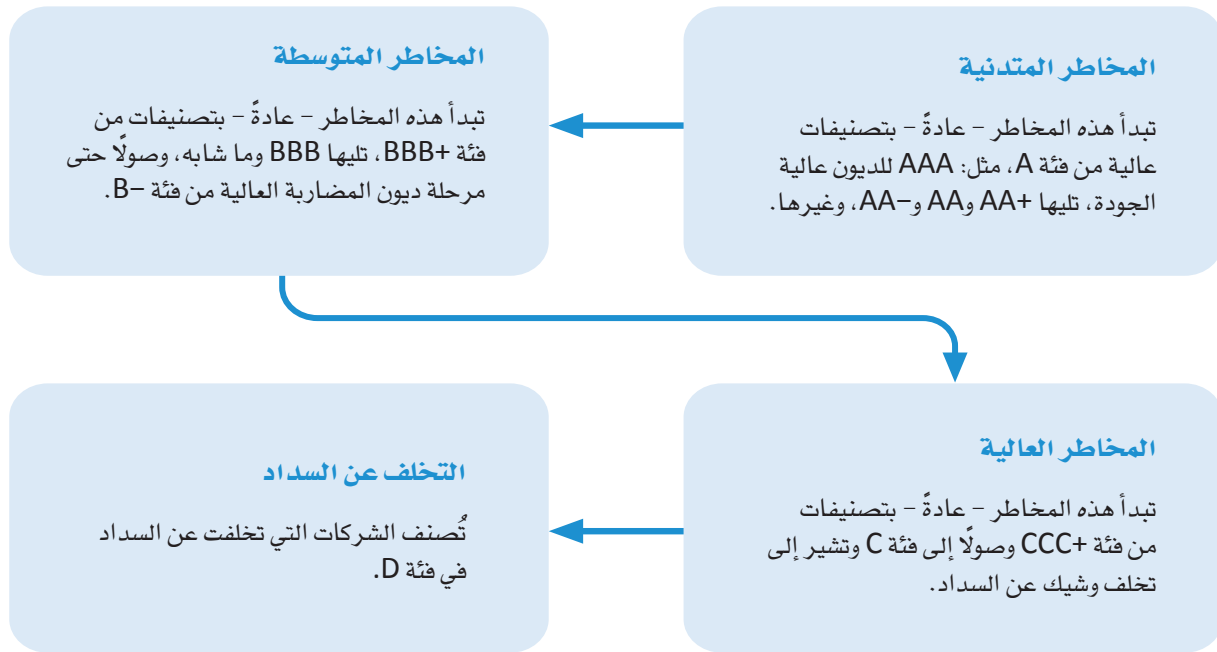 المخاطر المتدنية
تبدأ هذه المخاطر – عادةً – بتصنيفات
عالية من فئة A، مثل: AAA للديون عالية
الجودة، تليها +AA وAA و–AA، وغيرها.
المخاطر المتوسطة
تبدأ هذه المخاطر – عادةً – بتصنيفات من
فئة +BBB، تليها BBB وما شابه، وصولًا حتى
مرحلة ديون المضاربة العالية من فئة –B.
المخاطر العالية
تبدأ هذه المخاطر – عادةً – بتصنيفات
من فئة +CCC وصولًا إلى فئة C وتشير إلى
تخلف وشيك عن السداد.
التخلف عن السداد
تُصنف الشركات التي تخلفت عن السداد
في فئة D.